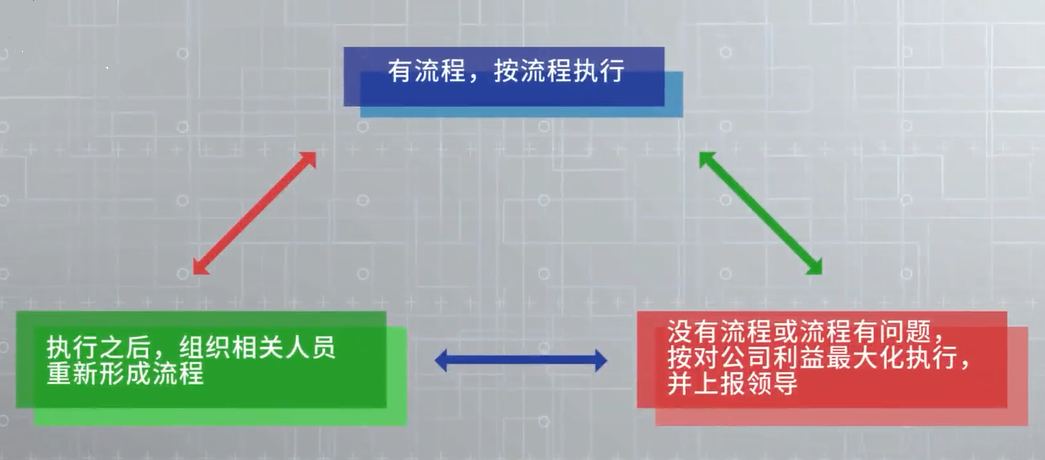 有流程，按流程执行
执行之后，组织相关人员
重新形成流程
没有流程或流程有问题，
按对公司利益最大化执行，
并上报领导